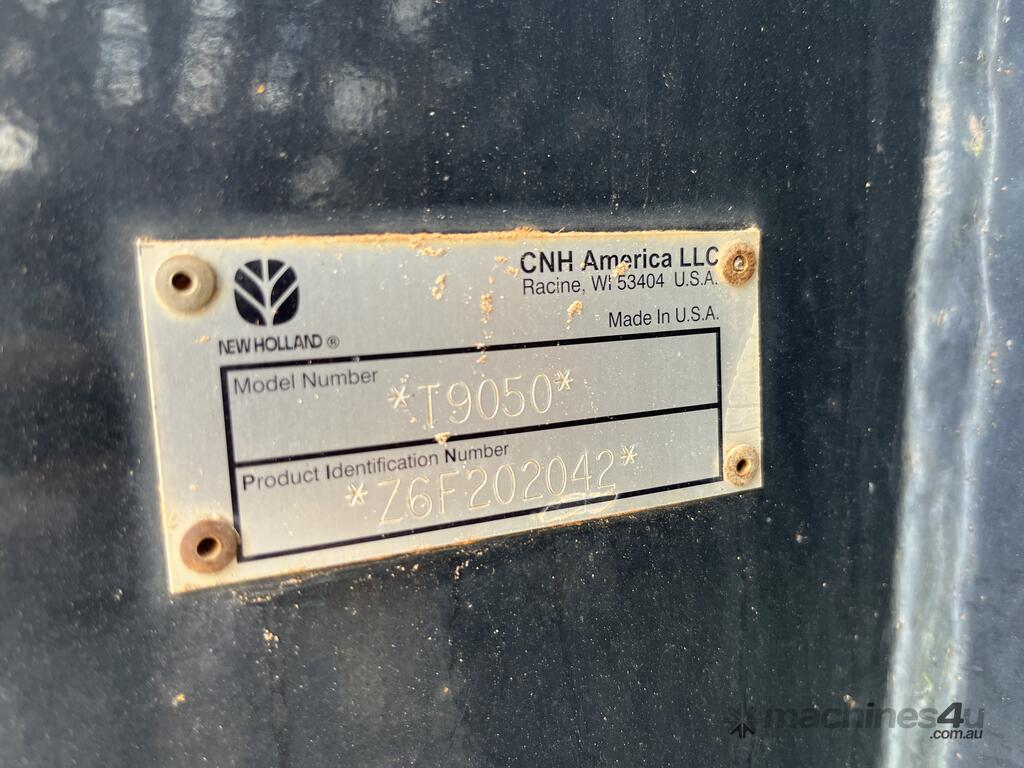 CNH America LLC
Racine, WI 53404 U.S.A.
Made In U.S.A.
NEW HOLLAND ®
Model Number
*T9050*
Product Identification Number
*Z6F202042*
machines4u
.com.au